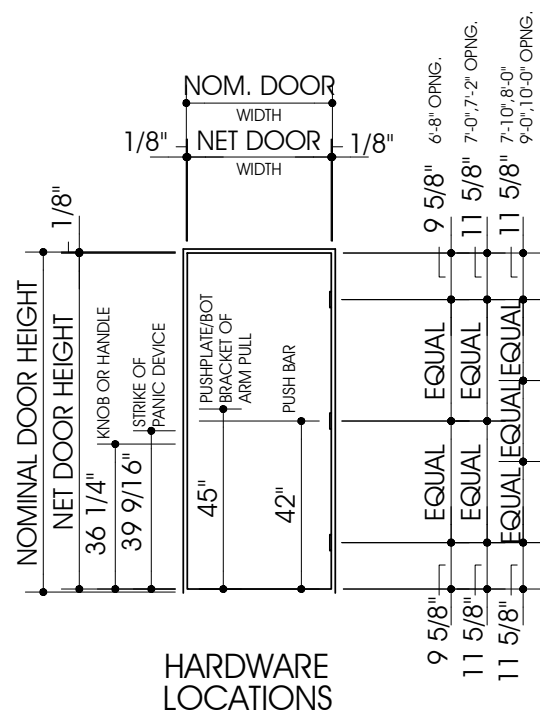 NOM. DOOR
WIDTH
1/8"
NET DOOR
1/8"
WIDTH
6'-8" OPNG.
7'-0",7'-2" OPNG.
7'-10",8'-0"
9'-0",10'-0" OPNG.
9 5/8"
11 5/8"
11 5/8"
1/8"
NOMINAL DOOR HEIGHT
NET DOOR HEIGHT
KNOB OR HANDLE
36 1/4"
STRIKE OF
PANIC DEVICE
39 9/16"
PUSHPLATE/BOT
BRACKET OF
ARM PULL
45"
PUSH BAR
42"
EQUAL
EQUAL
EQUAL
EQUAL
EQUAL
EQUAL
EQUAL
9 5/8"
11 5/8"
11 5/8"
HARDWARE
LOCATIONS